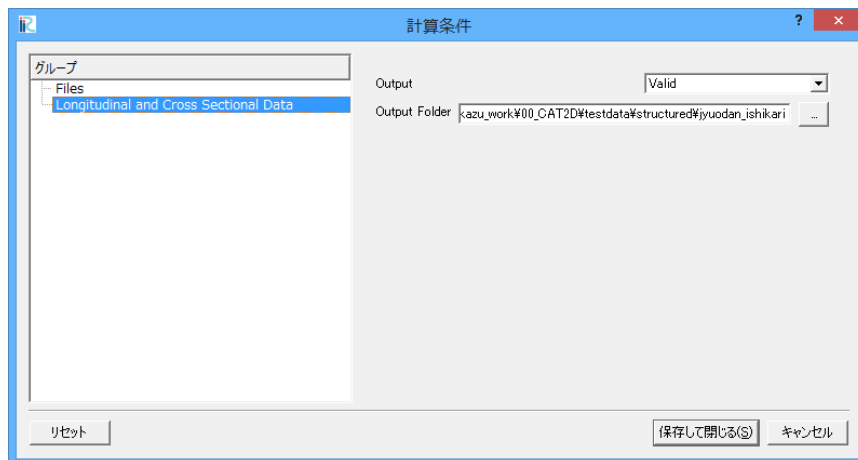 iRC
計算条件
?
×
グループ
Files
Longitudinal and Cross Sectional Data
Output
Valid
Output Folder
kazu_work¥00_CAT2D¥testdata¥structured¥jyuodan_ishikari
...
リセット
保存して閉じる(S)
キャンセル